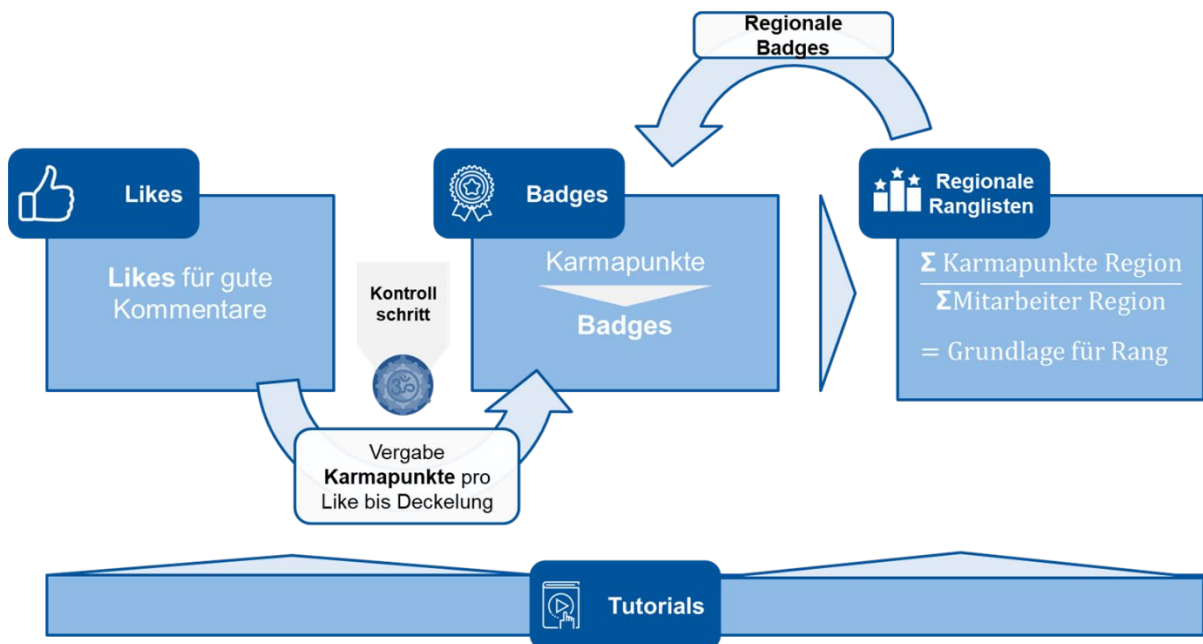 Regionale
Badges
Likes
Likes für gute
Kommentare
Kontroll
schritt
ॐ
Vergabe
Karmapunkte pro
Like bis Deckelung
Badges
Karmapunkte
Badges
Regionale
Ranglisten
Σ Karmapunkte Region
ΣMitarbeiter Region
= Grundlage für Rang
Tutorials